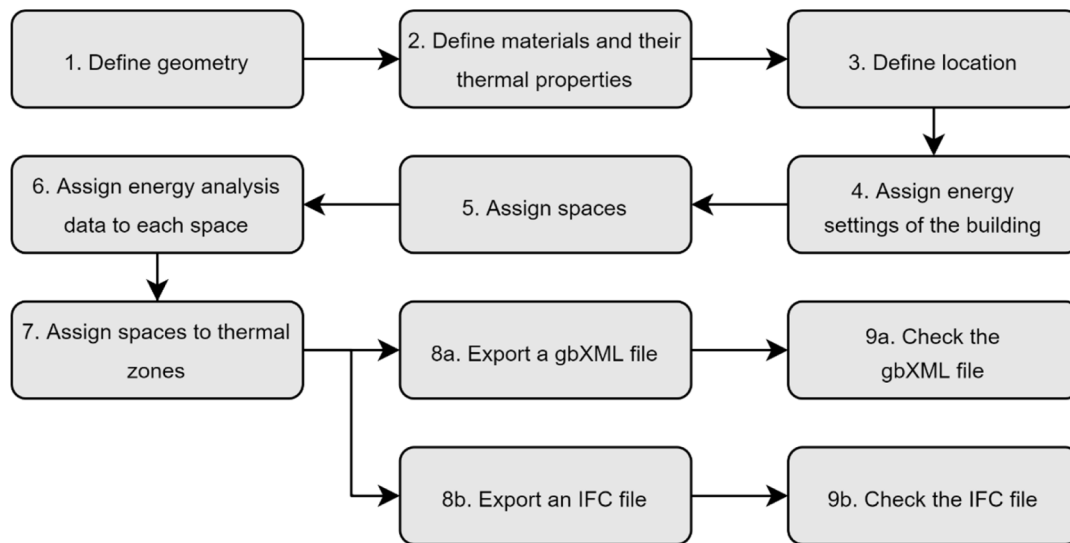 1. Define geometry
2. Define materials and their
thermal properties
3. Define location
4. Assign energy
settings of the building
5. Assign spaces
6. Assign energy analysis
data to each space
7. Assign spaces to thermal
zones
8a. Export a gbXML file
9a. Check the
gbXML file
8b. Export an IFC file
9b. Check the IFC file